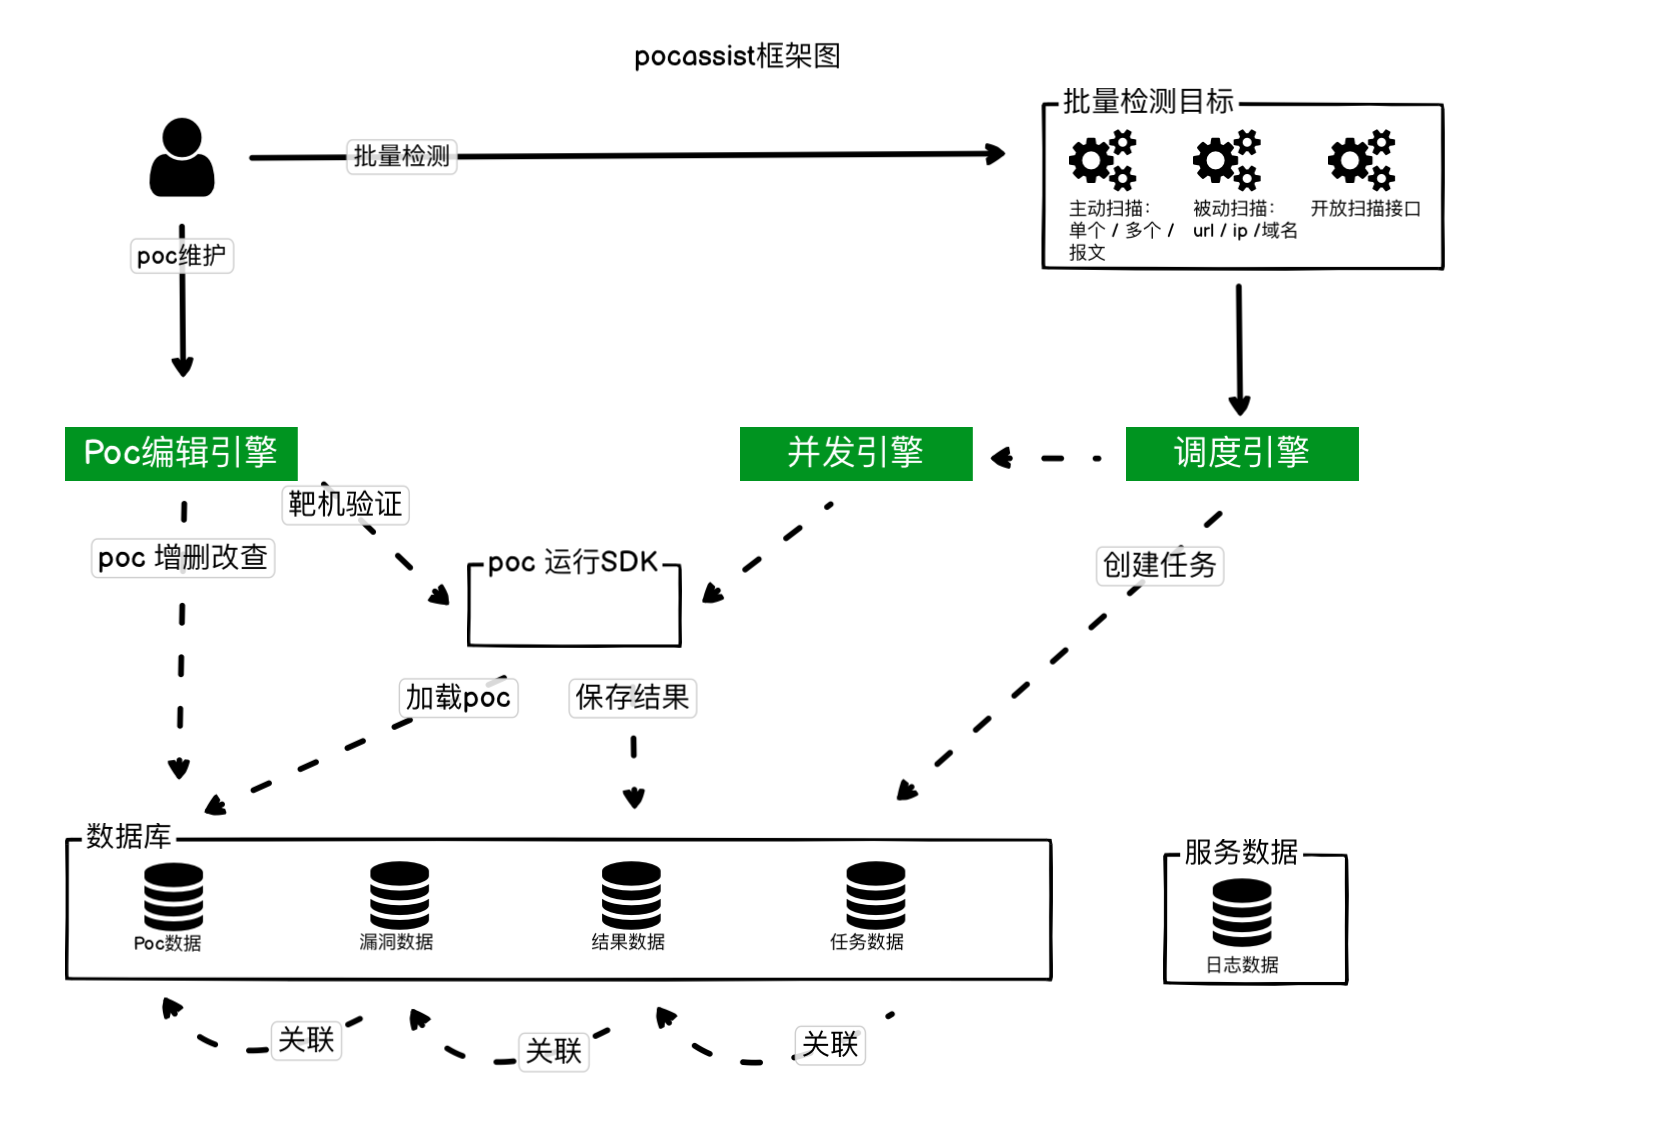 pocassist框架图
批量检测目标
批量检测
主动扫描：
单个 / 多个 /
报文
被动扫描：
url / ip /域名
开放扫描接口
poc维护
Poc编辑引擎
并发引擎
调度引擎
靶机验证
poc 增删改查
poc 运行SDK
创建任务
加载poc
保存结果
数据库
Poc数据
漏洞数据
结果数据
任务数据
服务数据
日志数据
关联
关联
关联